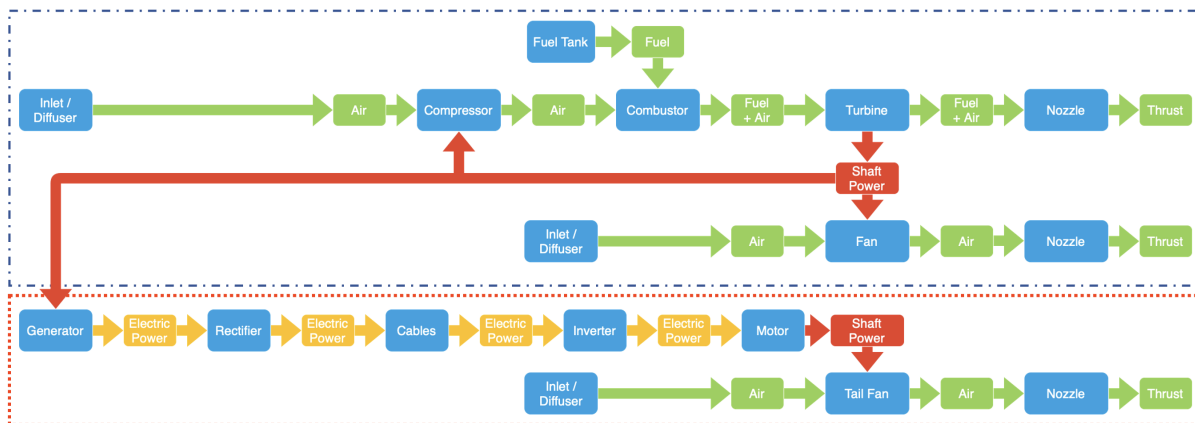 Fuel Tank
Fuel
Inlet /
Diffuser
Air
Compressor
Air
Combustor
Fuel
+ Air
Turbine
Fuel
+ Air
Nozzle
Thrust
Shaft
Power
Inlet /
Diffuser
Air
Fan
Air
Nozzle
Thrust
Generator
Electric
Power
Rectifier
Electric
Power
Cables
Electric
Power
Inverter
Electric
Power
Motor
Shaft
Power
Inlet /
Diffuser
Air
Tail Fan
Air
Nozzle
Thrust